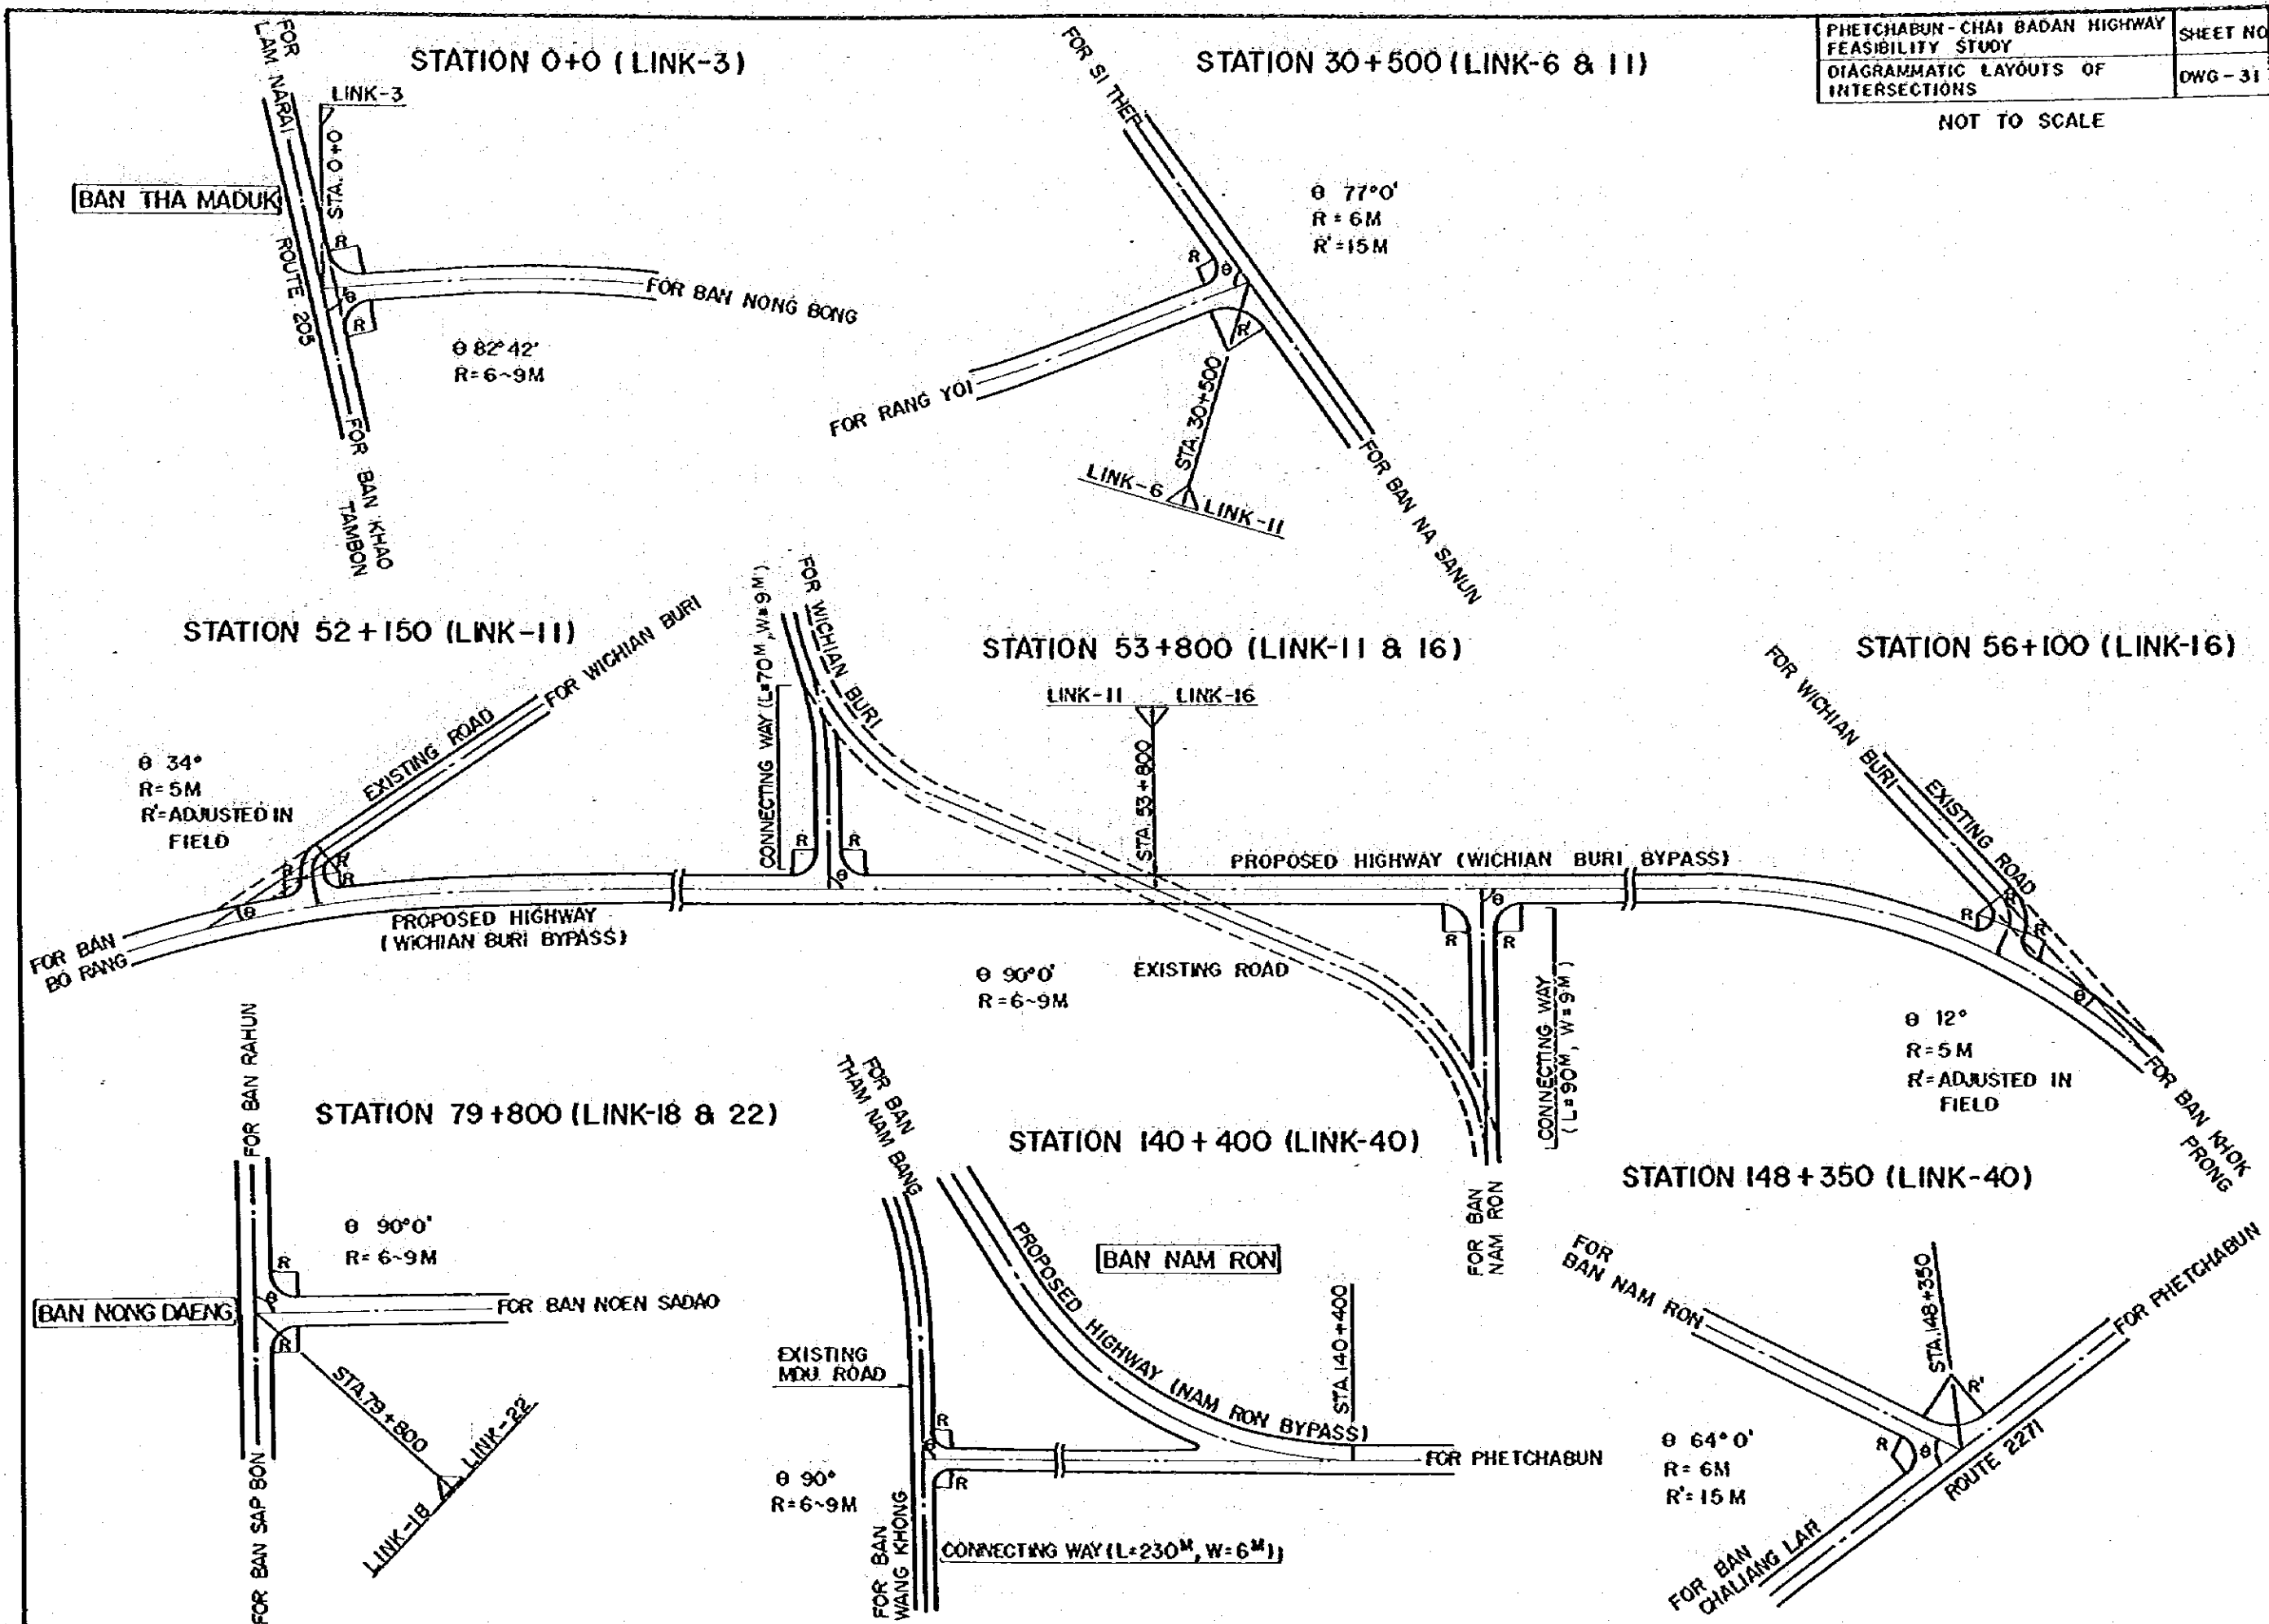 PHETCHABUN-CHAI BADAN HIGHWAY
FEASIBILITY STUDY
SHEET NO
DIAGRAMMATIC LAYOUTS OF
INTERSECTIONS
DWG-31
NOT TO SCALE
STATION 0+0 (LINK-3)
FOR
LAM NARAI
LINK-3
STA. 0+0
BAN THA MADUK
ROUTE 205
R
θ
R
FOR BAN NONG BONG
θ 82°42'
R=6~9M
FOR BAN KHAO
TAMBON
STATION 30+500 (LINK-6 & 11)
FOR SI THEP
θ 77°0'
R=6M
R'=15M
R
θ
R'
FOR RANG YOI
STA. 30+500
LINK-6
LINK-11
FOR BAN NA SANUN
STATION 52+150 (LINK-11)
FOR WICHIAN BURI
EXISTING ROAD
θ 34°
R=5M
R'=ADJUSTED IN
FIELD
R
R'
R
θ
PROPOSED HIGHWAY
(WICHIAN BURI BYPASS)
FOR BAN
BO RANG
STATION 53+800 (LINK-11 & 16)
CONNECTING WAY (L=70M, W=9M)
FOR WICHIAN BURI
LINK-11
LINK-16
STA. 53+800
R
R
θ
PROPOSED HIGHWAY (WICHIAN BURI BYPASS)
θ 90°0'
R=6~9M
EXISTING ROAD
θ
R
R
CONNECTING WAY
(L=90M, W=9M)
FOR BAN
NAM RON
STATION 56+100 (LINK-16)
FOR WICHIAN BURI
EXISTING ROAD
R
R'
R
θ
θ 12°
R=5M
R'=ADJUSTED IN
FIELD
FOR BAN KHOK
PRONG
STATION 79+800 (LINK-18 & 22)
FOR BAN RAHUN
θ 90°0'
R=6~9M
R
θ
R
BAN NONG DAENG
FOR BAN NOEN SADAO
STA. 79+800
LINK-22
LINK-18
FOR BAN SAP BON
STATION 140+400 (LINK-40)
FOR BAN
THAM NAM BANG
BAN NAM RON
PROPOSED HIGHWAY (NAM RON BYPASS)
STA. 140+400
EXISTING
MDU. ROAD
R
θ
R
FOR PHETCHABUN
θ 90°
R=6~9M
FOR BAN
WANG KHONG
CONNECTING WAY (L=230M, W=6M)
STATION 148+350 (LINK-40)
FOR
BAN NAM RON
STA. 148+350
FOR PHETCHABUN
R'
R
θ
θ 64°0'
R=6M
R'=15M
ROUTE 2271
FOR BAN
CHALIANG LAR